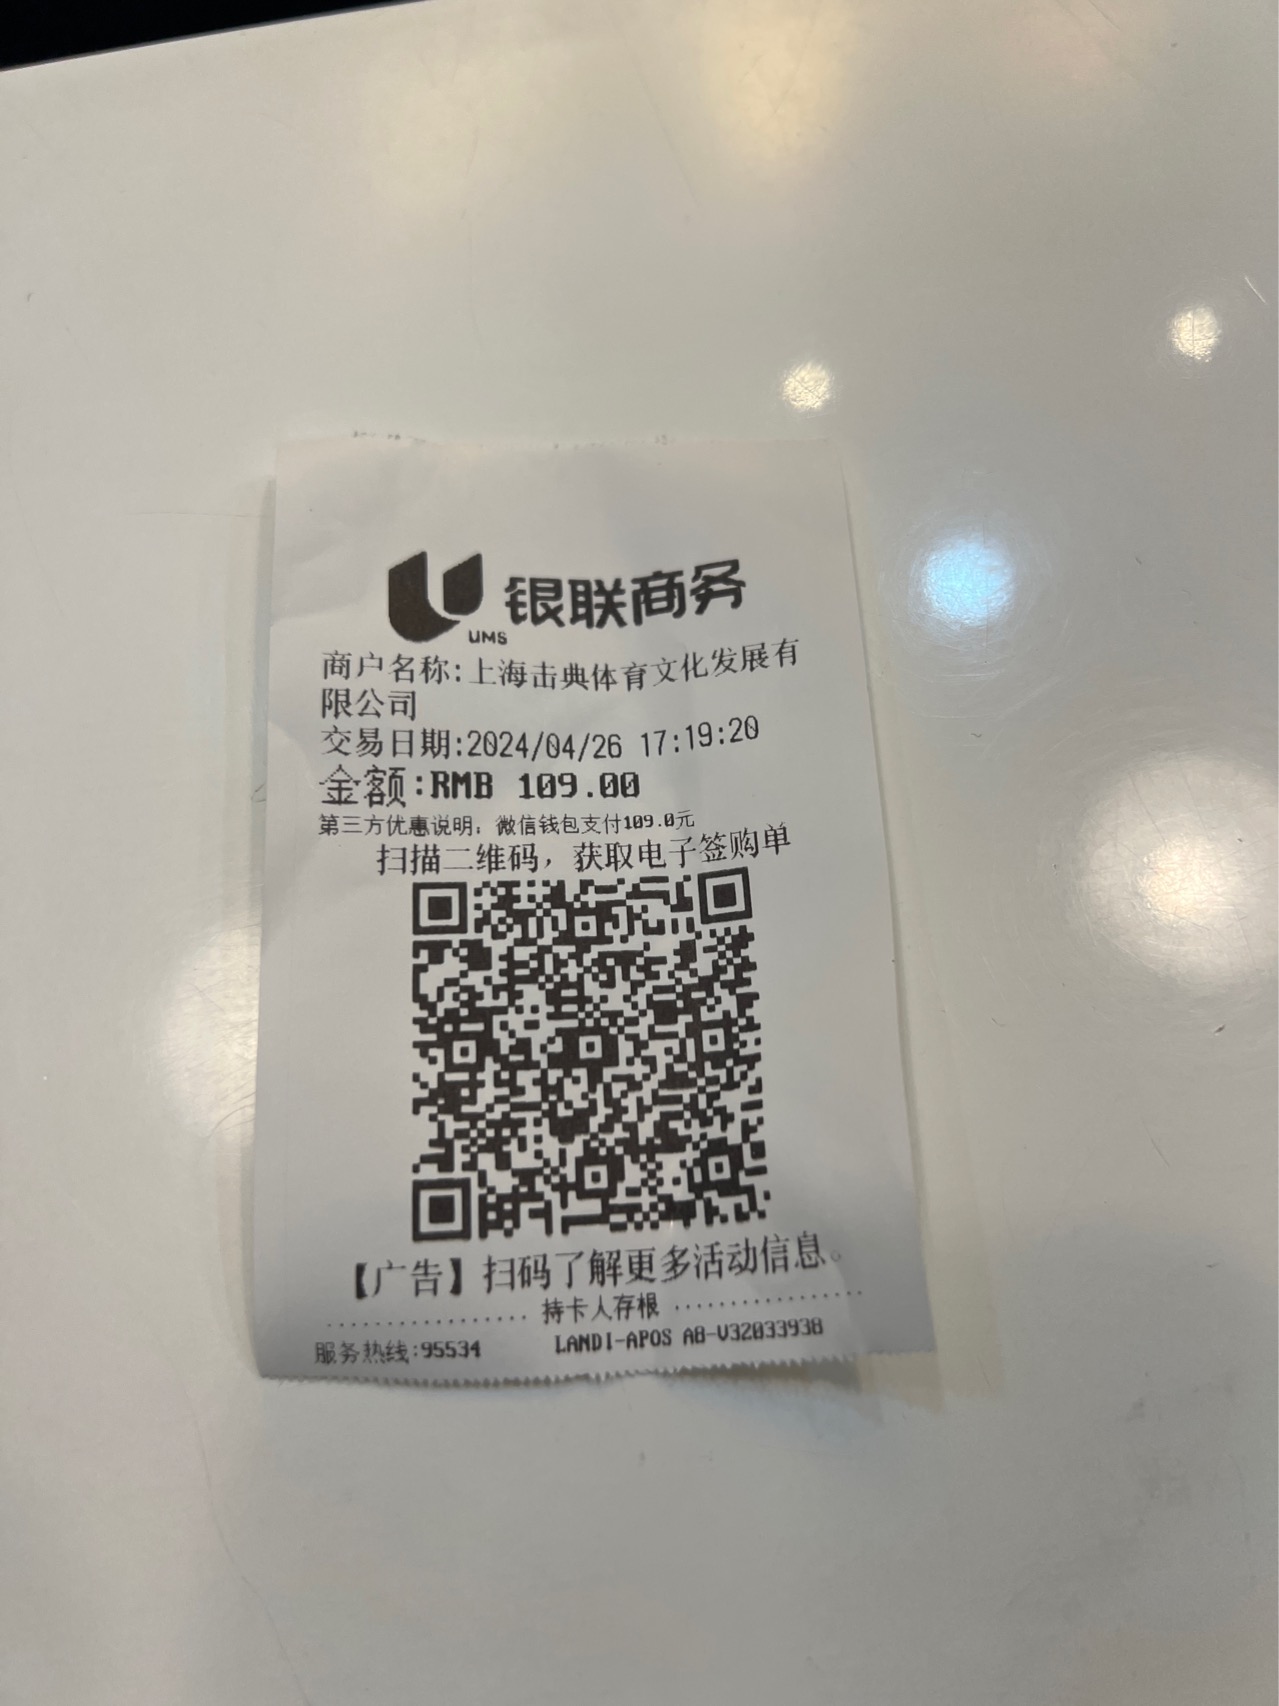 银联商务
UMS
商户名称:上海击典体育文化发展有
限公司
交易日期:2024/04/26 17:19:20
金额:RMB 109.00
第三方优惠说明: 微信钱包支付109.0元
扫描二维码，获取电子签购单
【广告】扫码了解更多活动信息。
持卡人存根
服务热线:95534 LANDI-APOS A8-V32033938